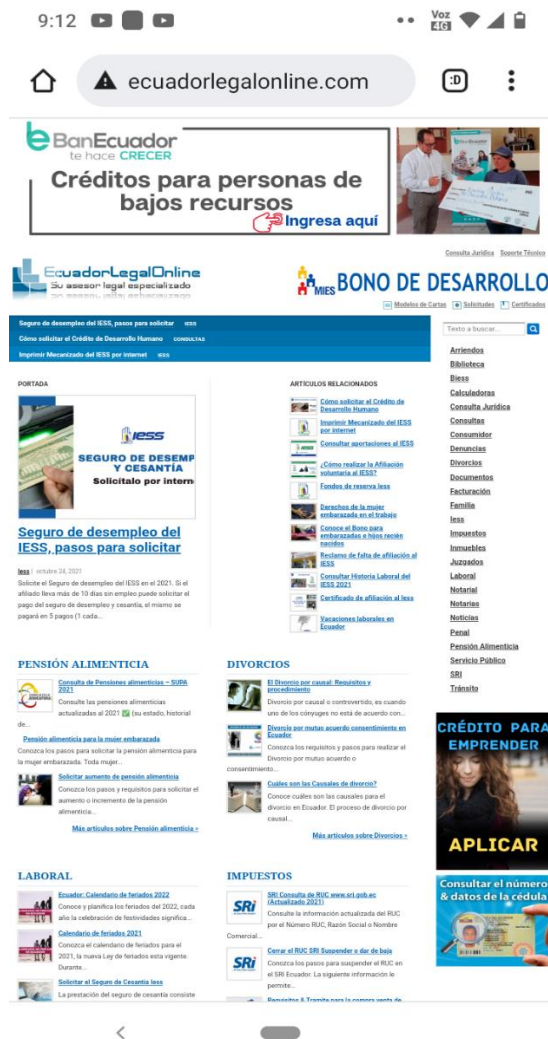 9:12
Voz
4G
ecuadorlegalonline.com
:D
BanEcuador
te hace CRECER
Créditos para personas de
bajos recursos
Ingresa aquí
Consulta Jurídica Soporte Técnico
EcuadorLegalOnline
Su asesor legal especializado
MIES BONO DE DESARROLLO
Modelos de Cartas Solicitudes Certificados
Seguro de desempleo del IESS, pasos para solicitar IESS
Cómo solicitar el Crédito de Desarrollo Humano CONSULTAS
Imprimir Mecanizado del IESS por internet IESS
Texto a buscar...
Arriendos
Biblioteca
Biess
Calculadoras
Consulta Jurídica
Consultas
Consumidor
Denuncias
Divorcios
Documentos
Facturación
Familia
Iess
Impuestos
Inmuebles
Juzgados
Laboral
Notarial
Notarias
Noticias
Penal
Pensión Alimenticia
Servicio Público
SRI
Tránsito
PORTADA
iess
SEGURO DE DESEMP
Y CESANTÍA
Solicítalo por intern
Seguro de desempleo del
IESS, pasos para solicitar
Iess | octubre 24, 2021
Solicite el Seguro de desempleo del IESS en el 2021. Si el
afiliado lleva más de 10 días sin empleo puede solicitar el
pago del seguro de desempleo y cesantía, el mismo se
pagará en 5 pagos (1 cada...
ARTÍCULOS RELACIONADOS
Cómo solicitar el Crédito de
Desarrollo Humano
Imprimir Mecanizado del IESS
por internet
Consultar aportaciones al IESS
¿Cómo realizar la Afiliación
voluntaria al IESS?
Fondos de reserva Iess
Derechos de la mujer
embarazada en el trabajo
Conoce el Bono para
embarazadas e hijos recién
nacidos
Reclamo de falta de afiliación al
IESS
Consultar Historia Laboral del
IESS 2021
Certificado de afiliación al Iess
Vacaciones laborales en
Ecuador
PENSIÓN ALIMENTICIA
Consulta de Pensiones alimenticias – SUPA
2021
Consulte las pensiones alimenticias
actualizadas al 2021 ✅ (su estado, historial
de...
Pensión alimenticia para la mujer embarazada
Conozca los pasos para solicitar la pensión alimenticia para
la mujer embarazada. Toda mujer...
Solicitar aumento de pensión alimenticia
Conozca los pasos y requisitos para solicitar el
aumento o incremento de la pensión
alimenticia...
Más artículos sobre Pensión alimenticia »
DIVORCIOS
El Divorcio por causal: Requisitos y
procedimiento
Divorcio por causal o controvertido, es cuando
uno de los cónyuges no está de acuerdo con...
Divorcio por mutuo acuerdo consentimiento en
Ecuador
Conozca los requisitos y pasos para realizar el
Divorcio por mutuo acuerdo o
consentimiento...
Cuáles son las Causales de divorcio?
Conoce cuáles son las causales para el
divorcio en Ecuador. El proceso de divorcio por
causal...
Más artículos sobre Divorcios »
CRÉDITO PARA
EMPRENDER
APLICAR
Consultar el número
& datos de la cédula
LABORAL
Ecuador: Calendario de feriados 2022
Conoce y planifica los feriados del 2022, cada
año la celebración de festividades significa...
Calendario de feriados 2021
Conozca el calendario de feriados para el
2021, la nueva Ley de feriados esta vigente
Durante...
Solicitar el Seguro de Cesantía Iess
La prestación del seguro de cesantía consiste
IMPUESTOS
SRI
SRI Consulta de RUC www.sri.gob.ec
(Actualizado 2021)
Consulte la información actualizada del RUC
por el Número RUC, Razón Social o Nombre
Comercial...
SRI
Cerrar el RUC SRI Suspender o dar de baja
Conozca los pasos para suspender el RUC en
el SRI Ecuador. La siguiente información le
permite...
Requisitos & Tramite para la compra venta de